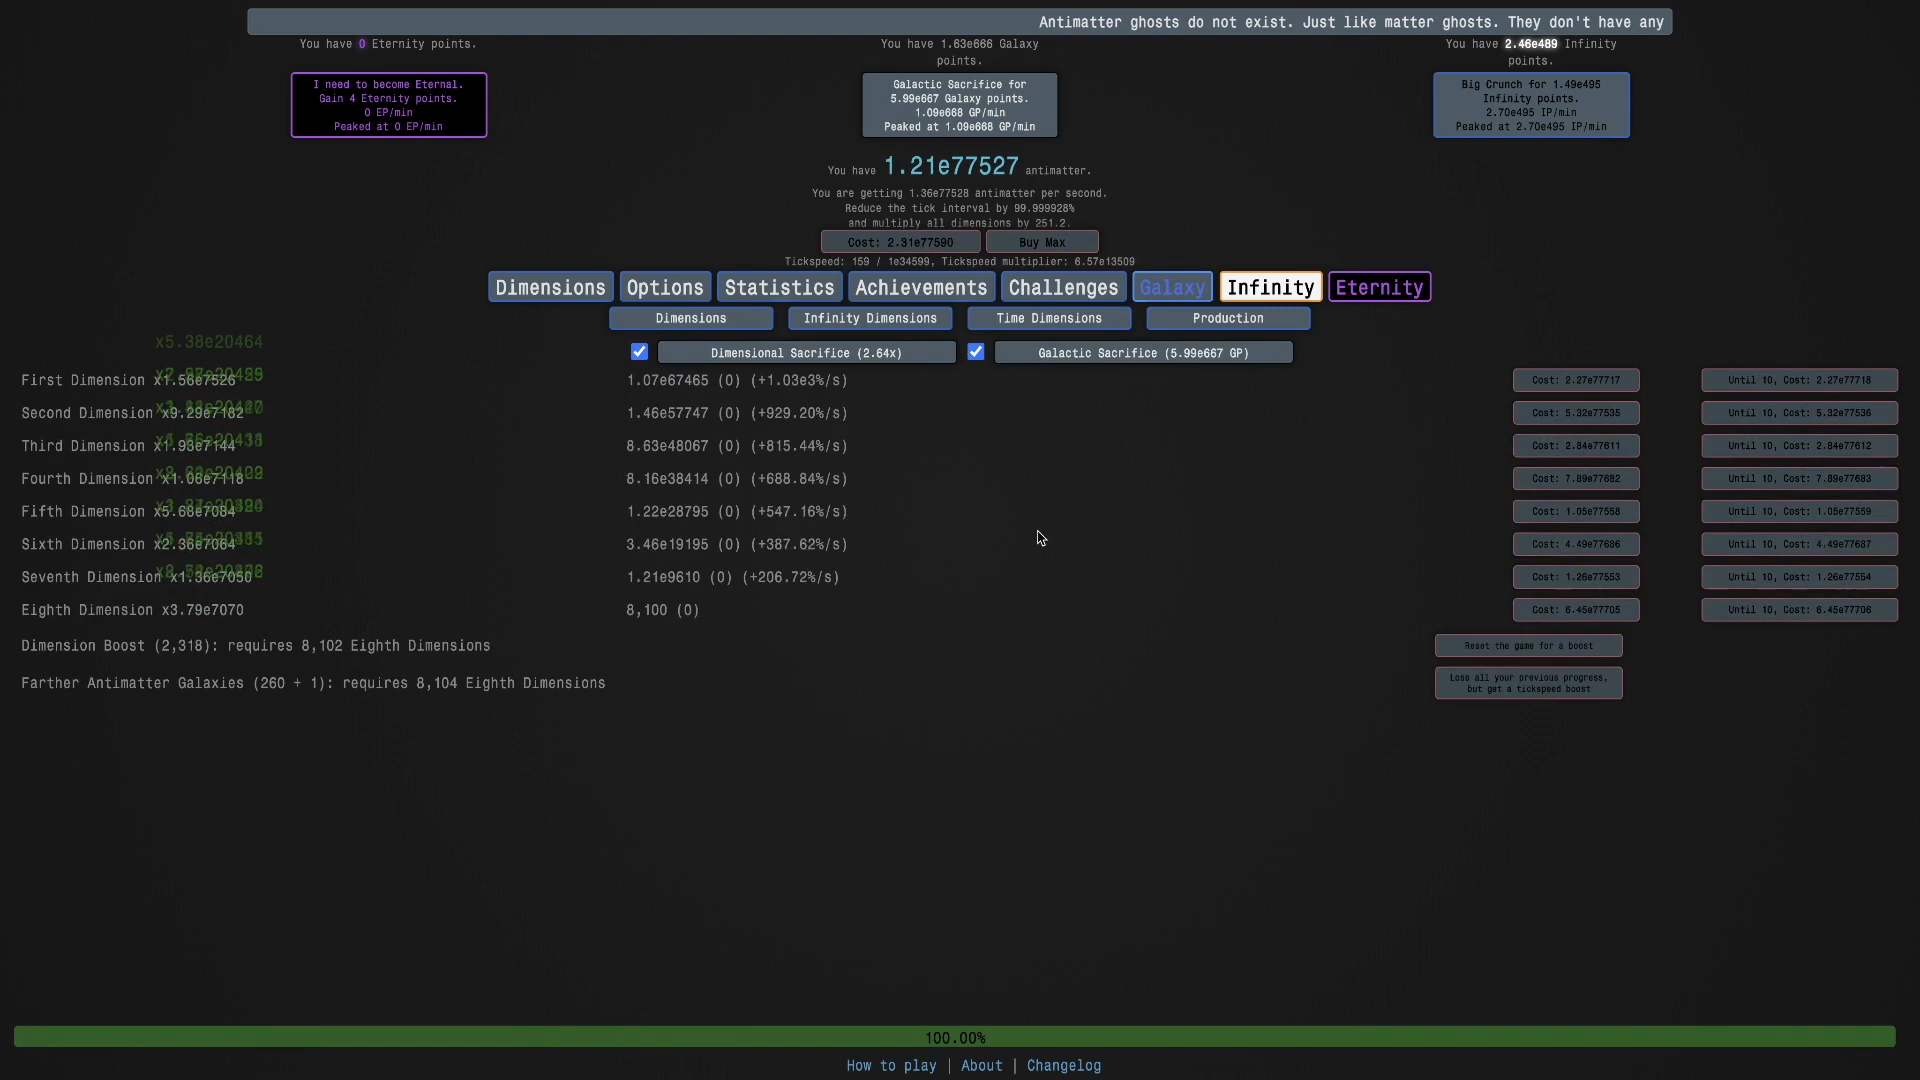 Antimatter ghosts do not exist. Just like matter ghosts. They don't have any
You have 0 Eternity points.
You have 1.63e666 Galaxy
points.
You have 2.46e489 Infinity
points.
I need to become Eternal.
Gain 4 Eternity points.
0 EP/min
Peaked at 0 EP/min
Galactic Sacrifice for
5.99e667 Galaxy points.
1.09e668 GP/min
Peaked at 1.09e668 GP/min
Big Crunch for 1.49e495
Infinity points.
2.70e495 IP/min
Peaked at 2.70e495 IP/min
You have 1.21e77527 antimatter.
You are getting 1.36e77528 antimatter per second.
Reduce the tick interval by 99.999928%
and multiply all dimensions by 251.2.
Cost: 2.31e77590 Buy Max
Tickspeed: 159 / 1e34599, Tickspeed multiplier: 6.57e13509
Dimensions Options Statistics Achievements Challenges Galaxy Infinity Eternity
Dimensions Infinity Dimensions Time Dimensions Production
x5.38e20464
Dimensional Sacrifice (2.64x) Galactic Sacrifice (5.99e667 GP)
First Dimension x1.56e7526 1.07e67465 (0) (+1.03e3%/s) Cost: 2.27e77717 Until 10, Cost: 2.27e77718
Second Dimension x9.29e7182 1.46e57747 (0) (+929.20%/s) Cost: 5.32e77535 Until 10, Cost: 5.32e77536
Third Dimension x1.93e7144 8.63e48067 (0) (+815.44%/s) Cost: 2.84e77611 Until 10, Cost: 2.84e77612
Fourth Dimension x1.06e7118 8.16e38414 (0) (+688.84%/s) Cost: 7.89e77682 Until 10, Cost: 7.89e77683
Fifth Dimension x5.68e7084 1.22e28795 (0) (+547.16%/s) Cost: 1.05e77558 Until 10, Cost: 1.05e77559
Sixth Dimension x2.36e7064 3.46e19195 (0) (+387.62%/s) Cost: 4.49e77686 Until 10, Cost: 4.49e77687
Seventh Dimension x1.36e7050 1.21e9610 (0) (+206.72%/s) Cost: 1.26e77553 Until 10, Cost: 1.26e77554
Eighth Dimension x3.79e7070 8,100 (0) Cost: 6.45e77705 Until 10, Cost: 6.45e77706
Dimension Boost (2,318): requires 8,102 Eighth Dimensions Reset the game for a boost
Farther Antimatter Galaxies (260 + 1): requires 8,104 Eighth Dimensions
Lose all your previous progress,
but get a tickspeed boost
100.00%
How to play | About | Changelog